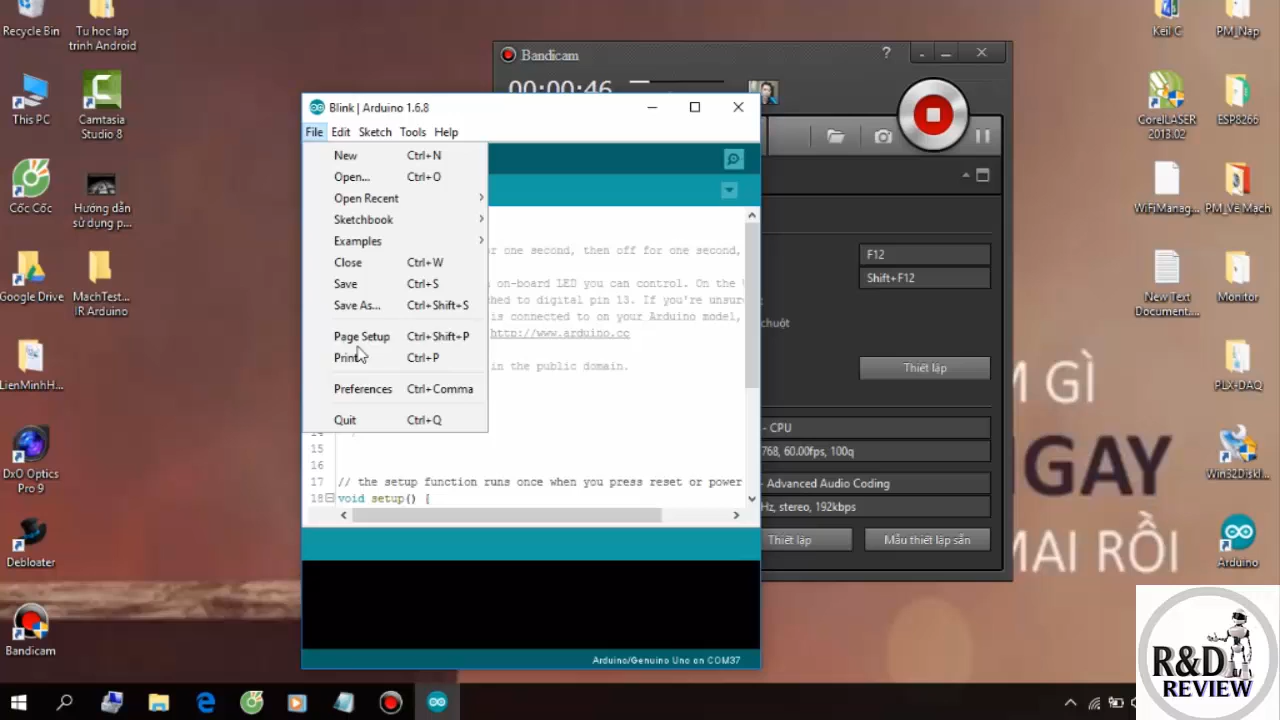 Recycle Bin
Tu hoc lap
trinh Android
This PC
Camtasia
Studio 8
Cốc Cốc
Hướng dẫn
sử dụng p...
Google Drive
MachTest...
IR Arduino
LienMinhH...
DxO Optics
Pro 9
Debloater
Bandicam
Bandicam
?
00:00:46
Blink | Arduino 1.6.8
File Edit Sketch Tools Help
New Ctrl+N
Open... Ctrl+O
Open Recent
Sketchbook
Examples
Close Ctrl+W
Save Ctrl+S
Save As... Ctrl+Shift+S
Page Setup Ctrl+Shift+P
Print Ctrl+P
Preferences Ctrl+Comma
Quit Ctrl+Q
or one second, then off for one second,
on-board LED you can control. On the
ched to digital pin 13. If you're unsur
is connected to on your Arduino model,
http://www.arduino.cc
in the public domain.
15
16
17 // the setup function runs once when you press reset or power
18 void setup() {
Arduino/Genuino Uno on COM37
F12
Shift+F12
chuột
Thiết lập
- CPU
768, 60.00fps, 100q
- Advanced Audio Coding
Hz, stereo, 192kbps
Thiết lập
Mẫu thiết lập sẵn
GÌ
GAY
MAI RỒI
Keil C
PM_Nap
CorelLASER
2013.02
ESP8266
WiFiManag...
PM_Vẽ Mạch
New Text
Document...
Monitor
PLX-DAQ
Win32DiskI...
Arduino
R&D
REVIEW